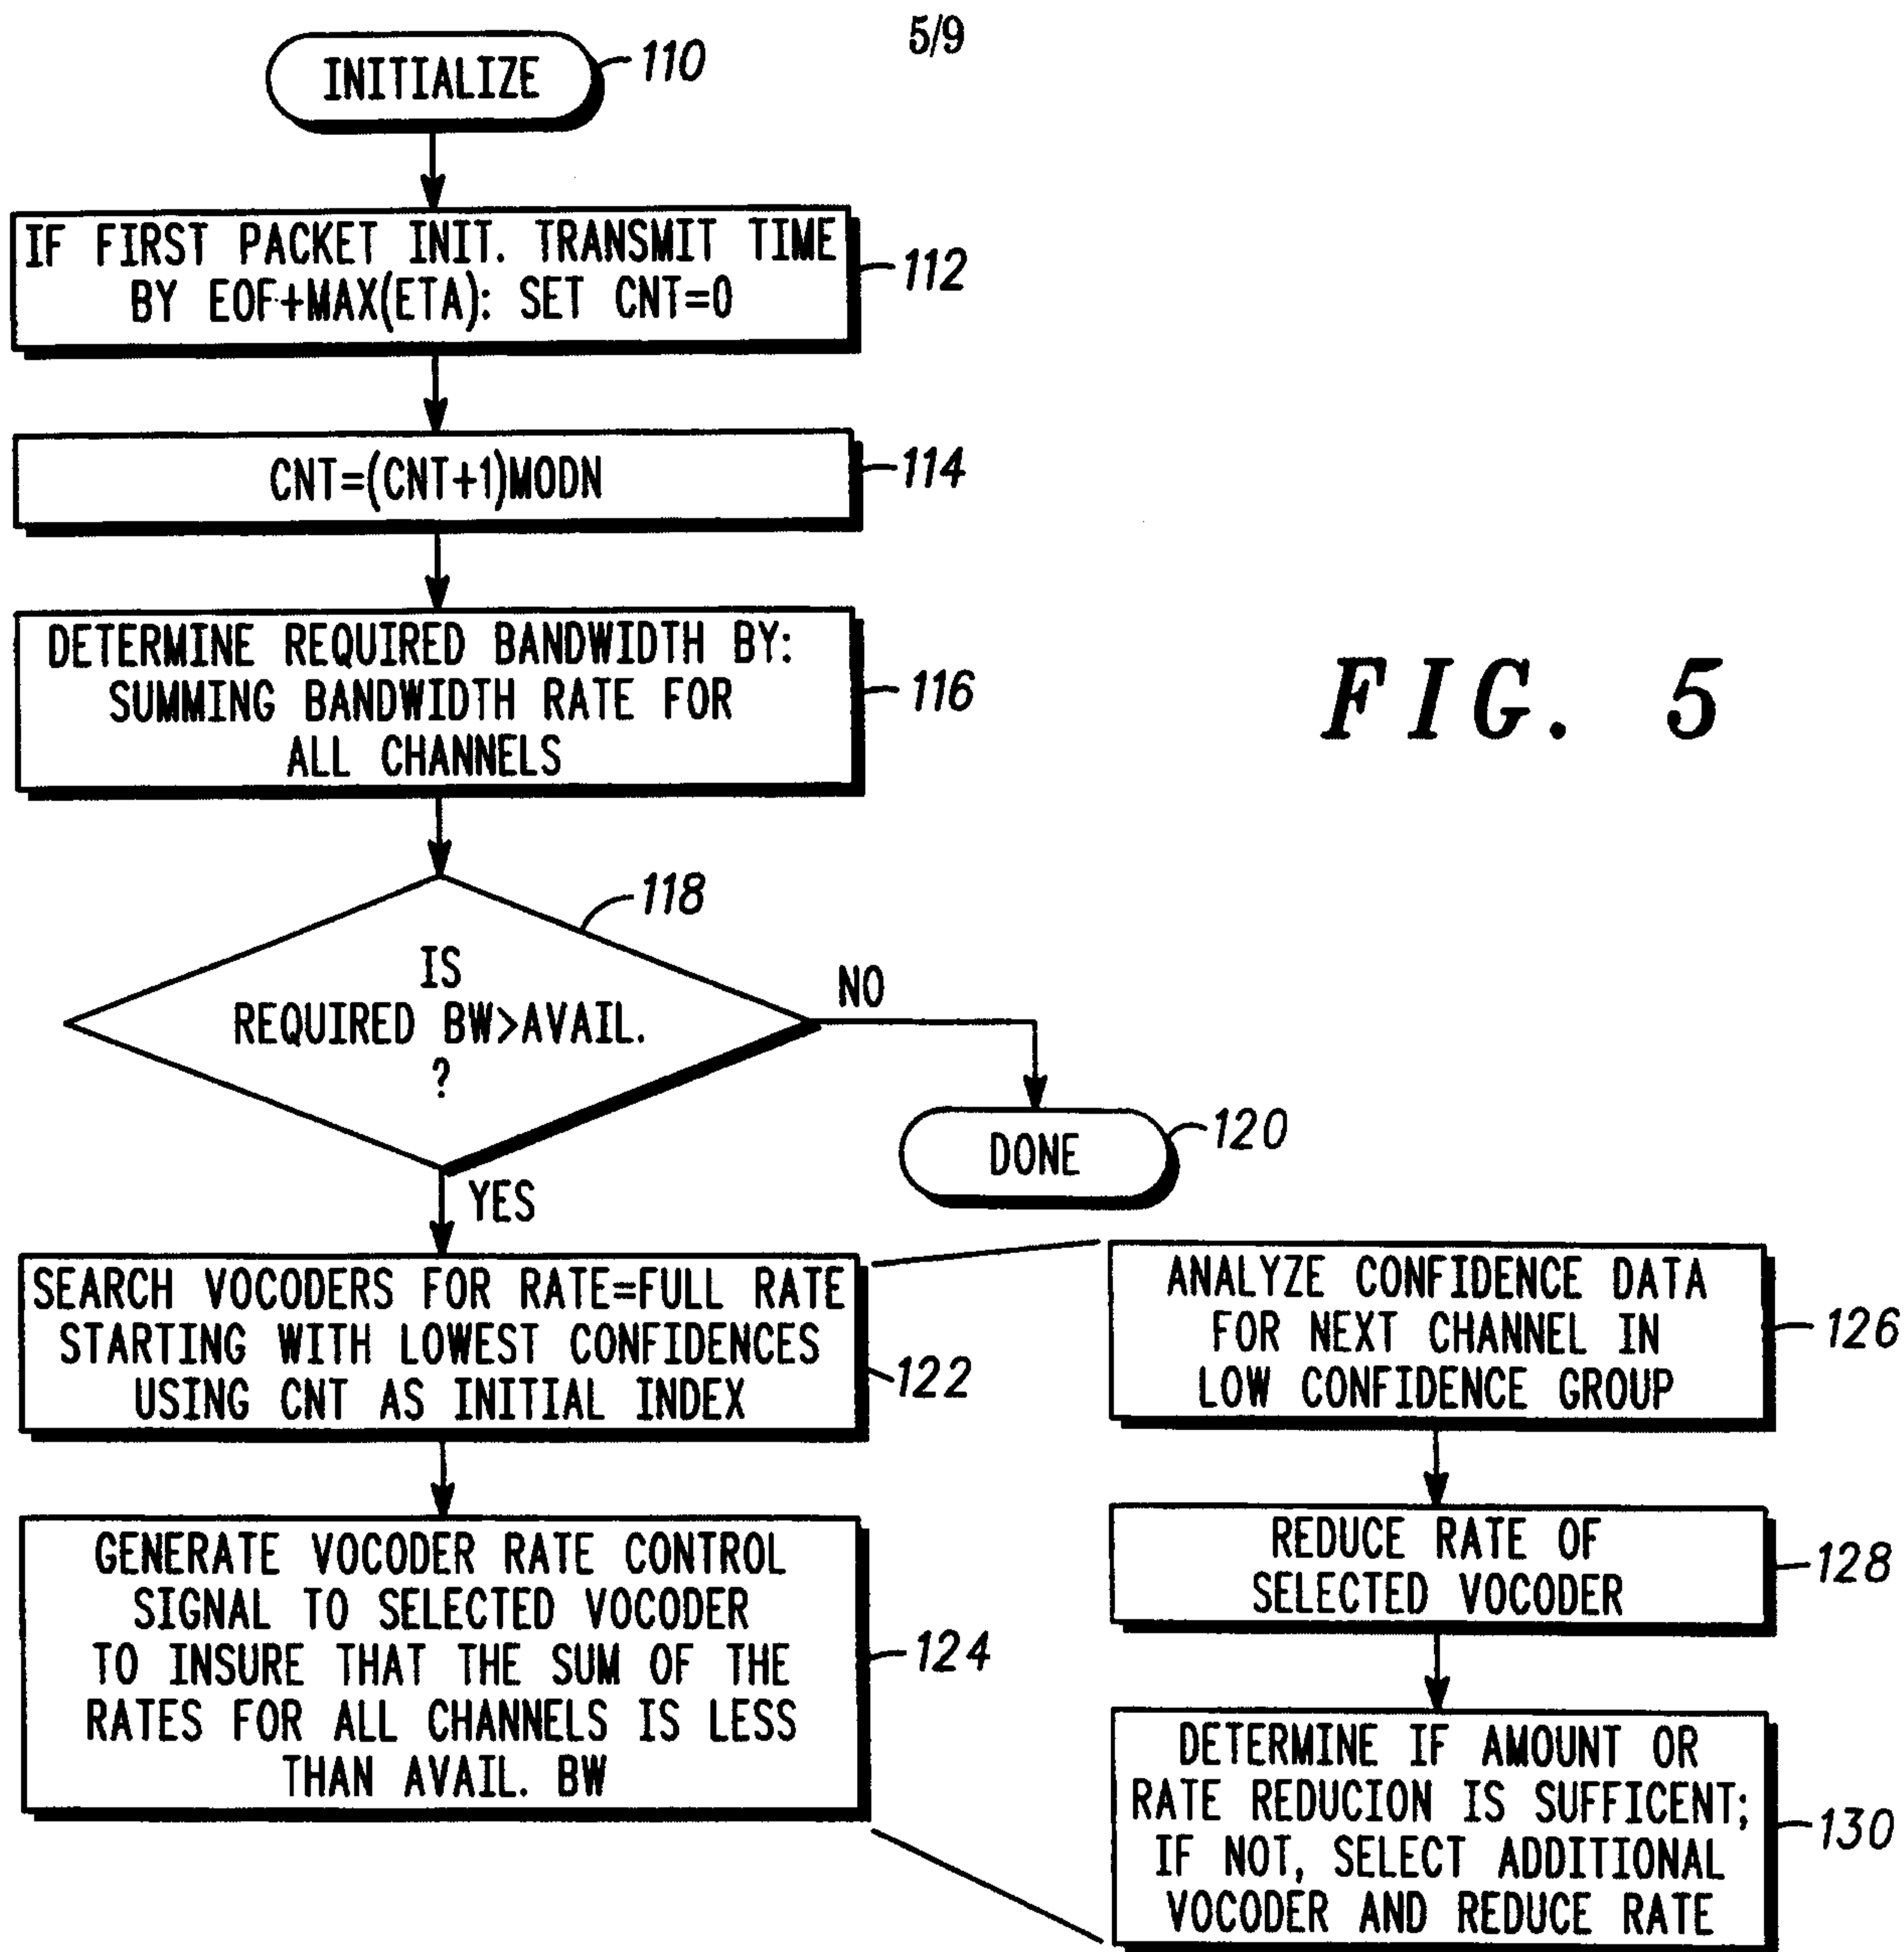 5/9
INITIALIZE
110
IF FIRST PACKET INIT. TRANSMIT TIME
BY EOF+MAX(ETA): SET CNT=0
112
CNT=(CNT+1)MODN
114
DETERMINE REQUIRED BANDWIDTH BY:
SUMMING BANDWIDTH RATE FOR
ALL CHANNELS
116
FIG. 5
118
IS
REQUIRED BW>AVAIL.
?
NO
DONE
120
YES
SEARCH VOCODERS FOR RATE=FULL RATE
STARTING WITH LOWEST CONFIDENCES
USING CNT AS INITIAL INDEX
122
GENERATE VOCODER RATE CONTROL
SIGNAL TO SELECTED VOCODER
TO INSURE THAT THE SUM OF THE
RATES FOR ALL CHANNELS IS LESS
THAN AVAIL. BW
124
ANALYZE CONFIDENCE DATA
FOR NEXT CHANNEL IN
LOW CONFIDENCE GROUP
126
REDUCE RATE OF
SELECTED VOCODER
128
DETERMINE IF AMOUNT OR
RATE REDUCION IS SUFFICENT;
IF NOT, SELECT ADDITIONAL
VOCODER AND REDUCE RATE
130